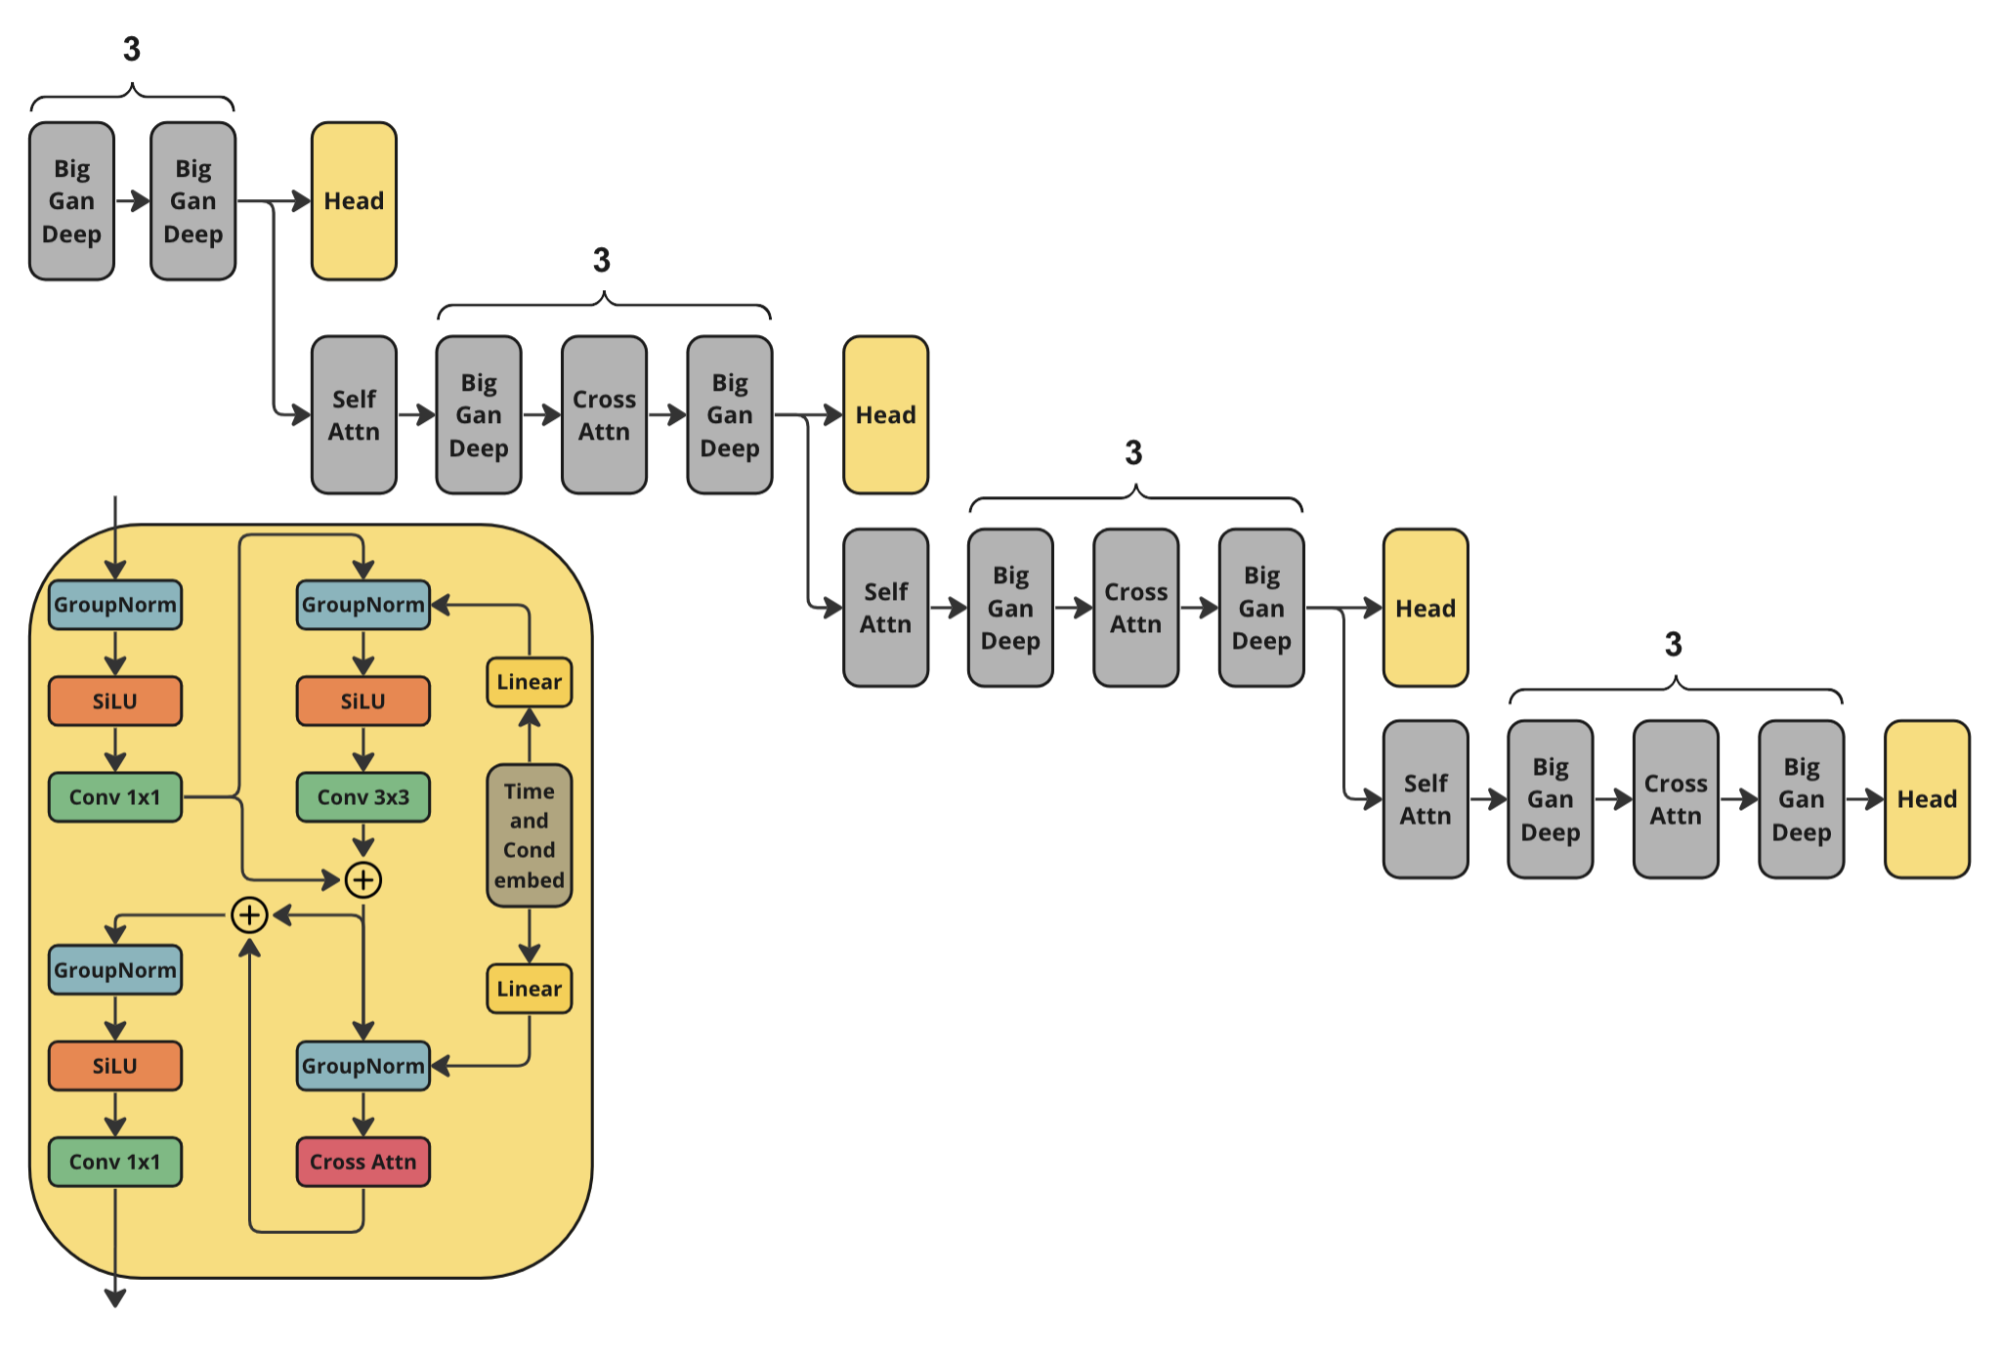 3
Big
Gan
Deep
Big
Gan
Deep
Head
3
Self
Attn
Big
Gan
Deep
Cross
Attn
Big
Gan
Deep
Head
3
Self
Attn
Big
Gan
Deep
Cross
Attn
Big
Gan
Deep
Head
3
Self
Attn
Big
Gan
Deep
Cross
Attn
Big
Gan
Deep
Head
GroupNorm
SiLU
Conv 1x1
GroupNorm
SiLU
Conv 3x3
Linear
Time
and
Cond
embed
Linear
GroupNorm
SiLU
Conv 1x1
GroupNorm
Cross Attn